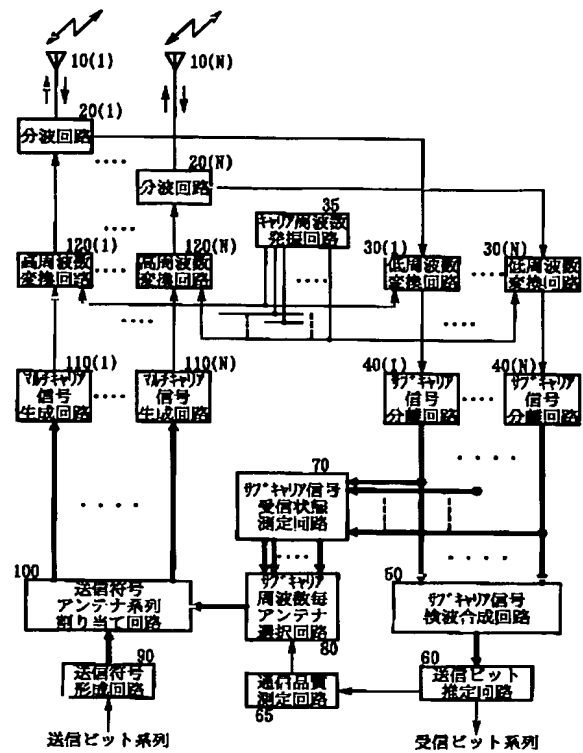 10(1)
10(N)
20(1)
分波回路
20(N)
分波回路
35
キャリア周波数
発振回路
120(1)
高周波数
変換回路
120(N)
高周波数
変換回路
30(1)
低周波数
変換回路
30(N)
低周波数
変換回路
110(1)
マルチキャリア
信号
生成回路
110(N)
マルチキャリア
信号
生成回路
40(1)
サブキャリア
信号
分離回路
40(N)
サブキャリア
信号
分離回路
70
サブキャリア信号
受信状態
測定回路
100
送信符号
アンテナ系列
割り当て回路
サブキャリア
周波数毎
アンテナ
選択回路
80
50
サブキャリア信号
検波合成回路
90
送信符号
形成回路
通信品質
測定回路
65
60
送信ビット
推定回路
送信ビット系列
受信ビット系列